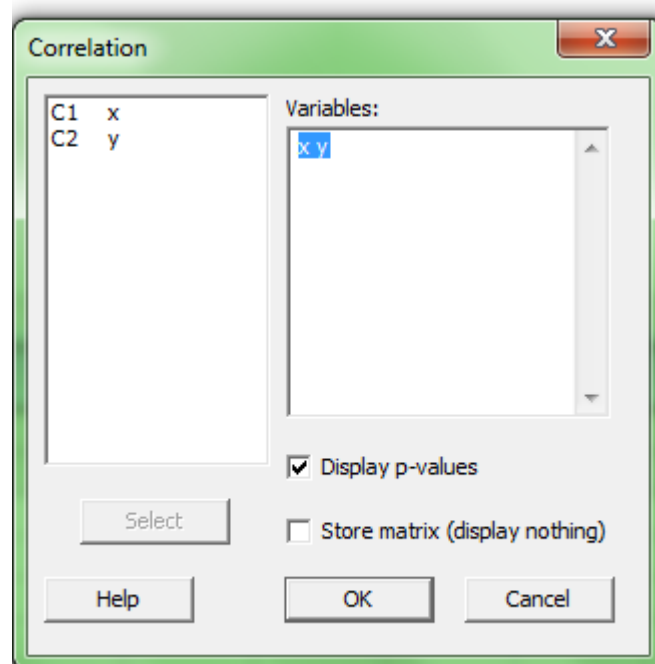 Correlation
C1 x
C2 y
Variables:
x y
Display p-values
Select
Store matrix (display nothing)
Help
OK
Cancel